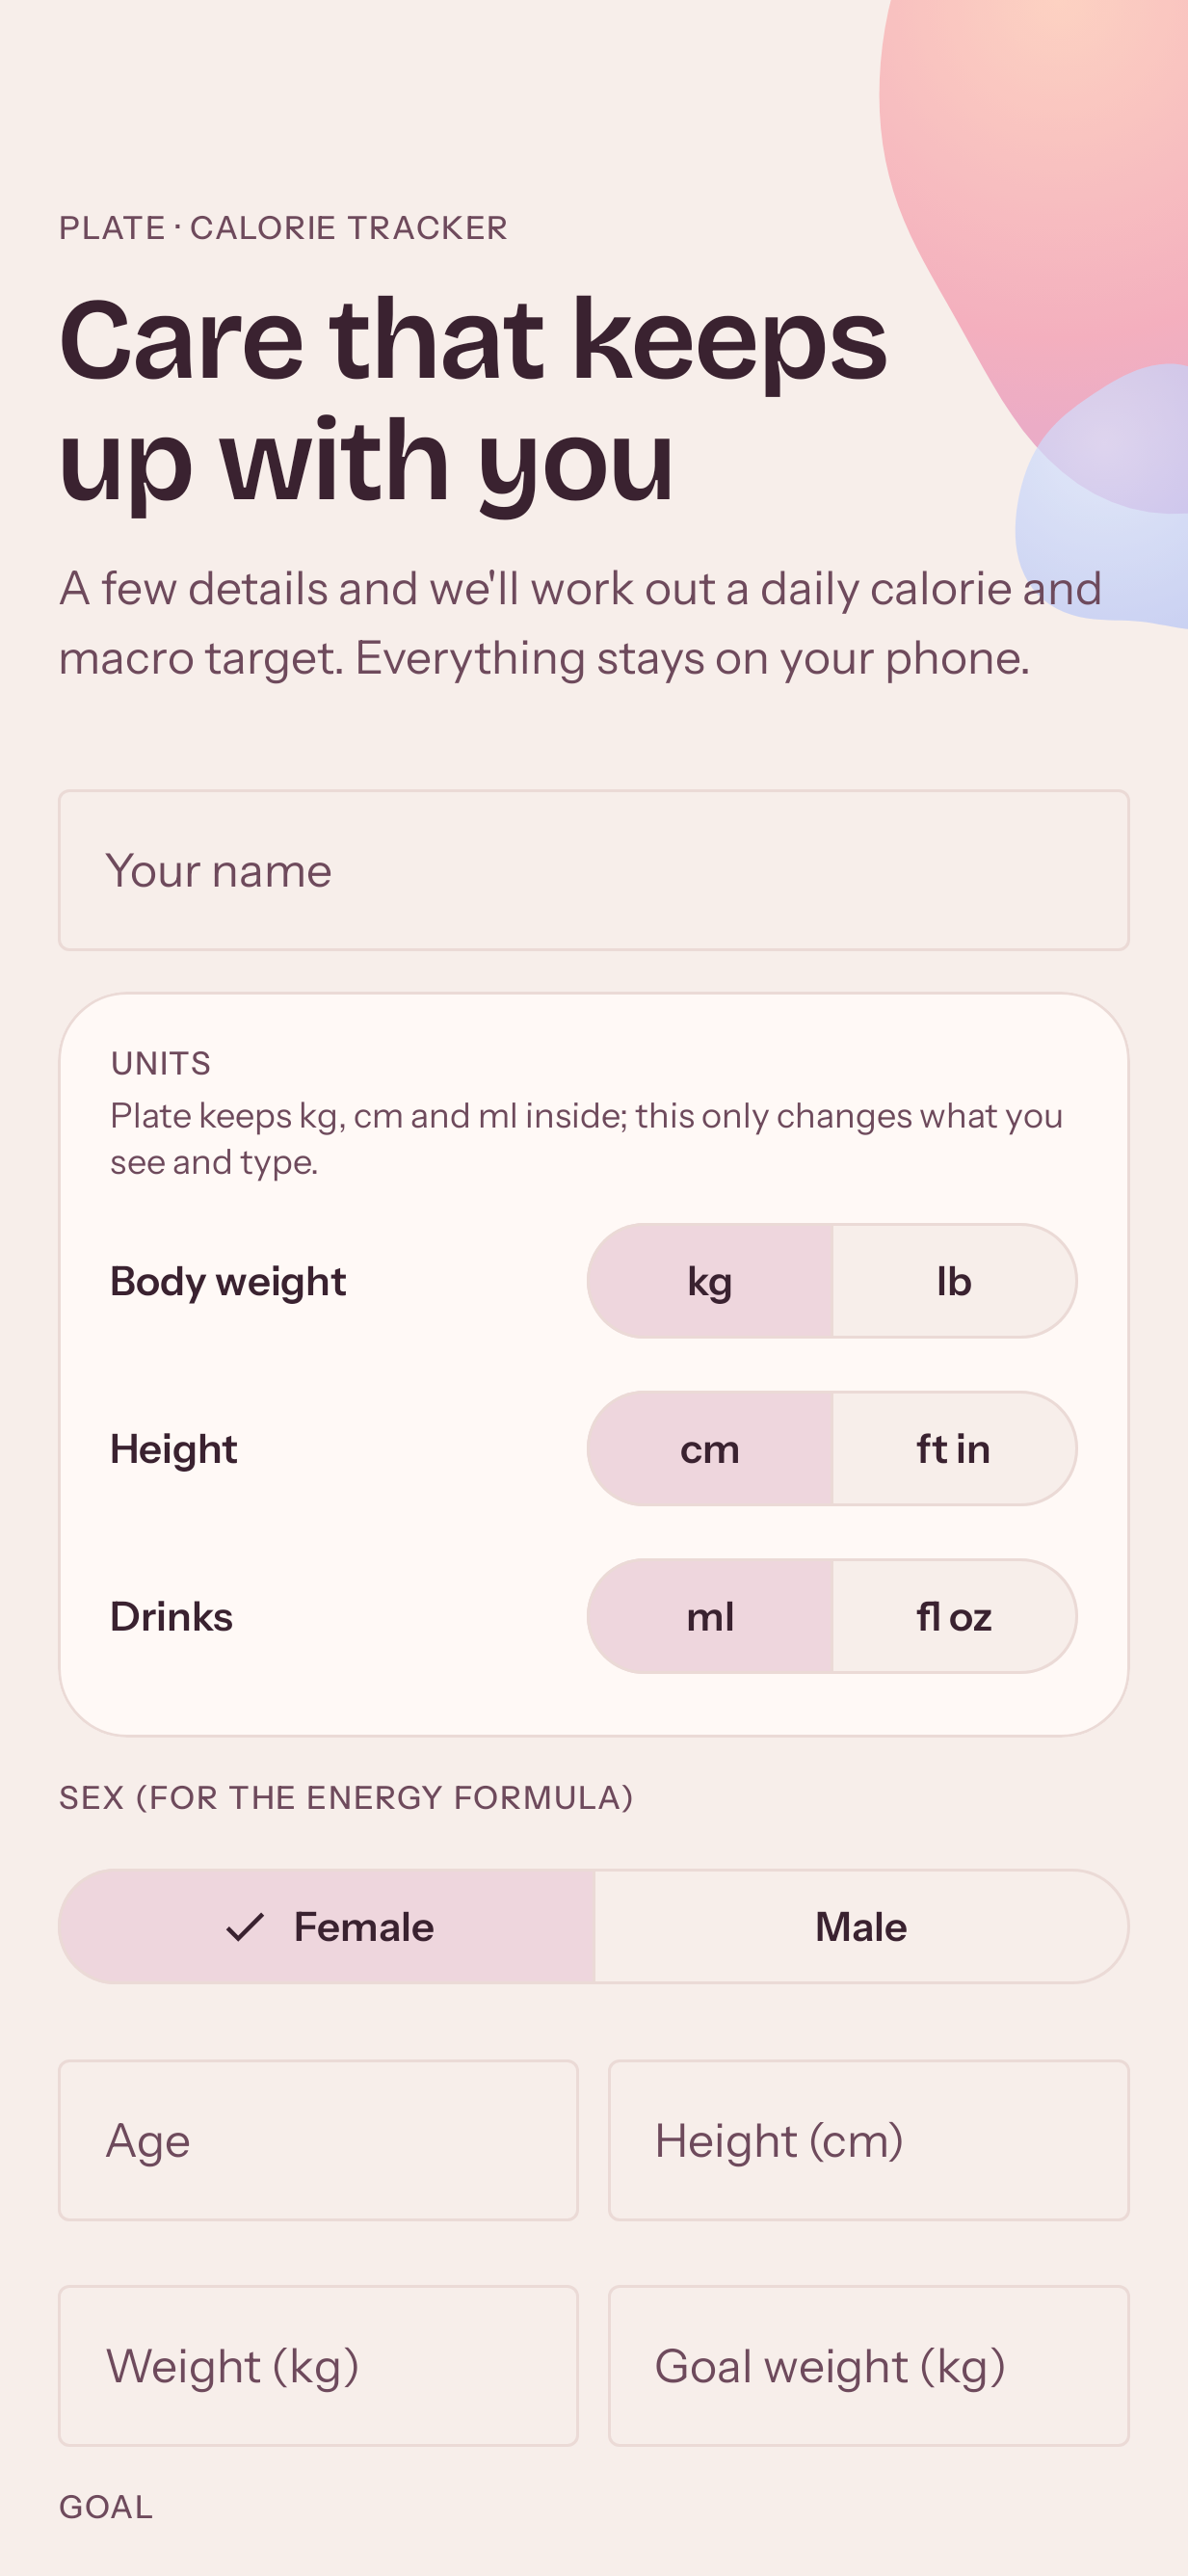 PLATE · CALORIE TRACKER
Care that keeps
up with you
A few details and we'll work out a daily calorie and
macro target. Everything stays on your phone.
Your name
UNITS
Plate keeps kg, cm and ml inside; this only changes what you
see and type.
Body weight kg lb
Height cm ft in
Drinks ml fl oz
SEX (FOR THE ENERGY FORMULA)
Female Male
Age Height (cm)
Weight (kg) Goal weight (kg)
GOAL